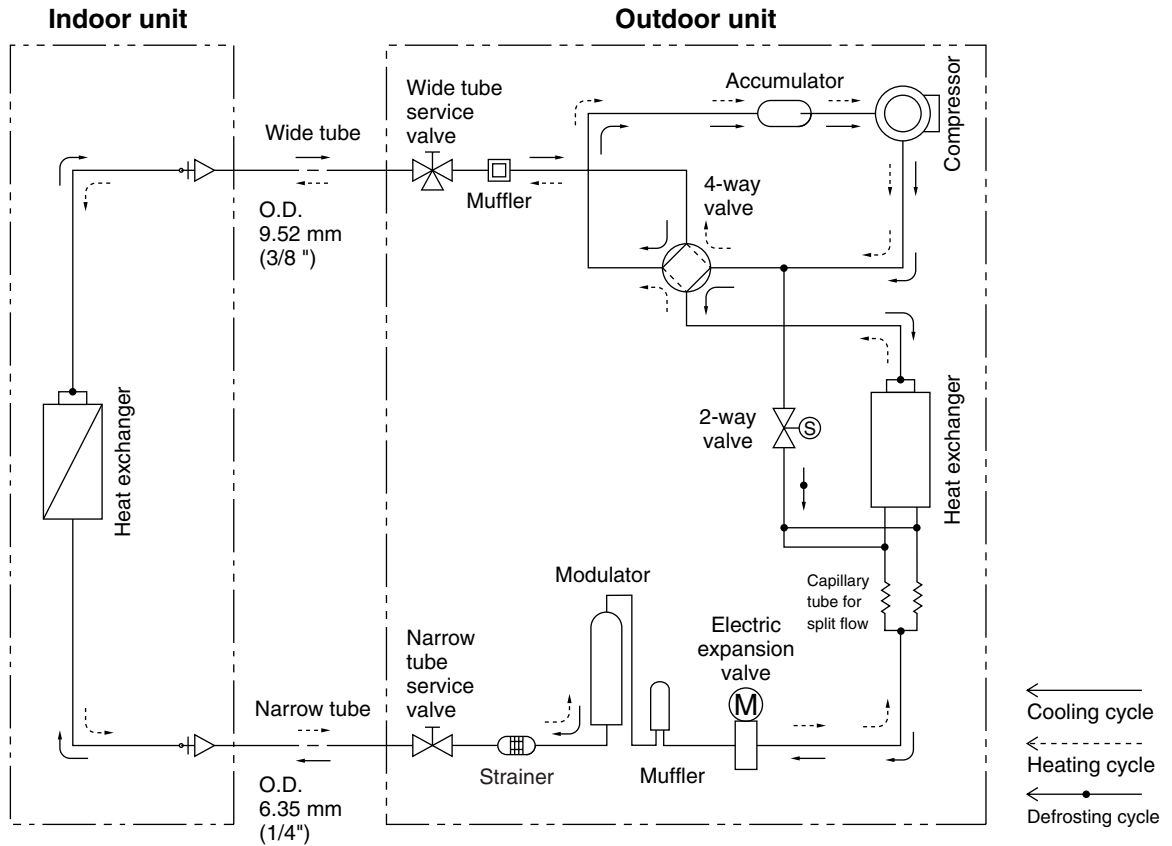 Indoor unit
Outdoor unit
Wide tube
O.D.
9.52 mm
(3/8 ")
Wide tube
service
valve
Muffler
Accumulator
Compressor
4-way
valve
2-way
valve
S
Heat exchanger
Heat exchanger
Capillary
tube for
split flow
Modulator
Electric
expansion
valve
M
Narrow
tube
service
valve
Narrow tube
O.D.
6.35 mm
(1/4")
Strainer
Muffler
Cooling cycle
Heating cycle
Defrosting cycle